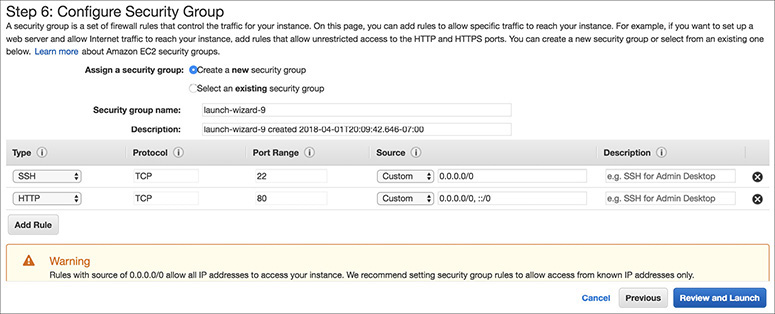 Step 6: Configure Security Group
A security group is a set of firewall rules that control the traffic for your instance. On this page, you can add rules to allow specific traffic to reach your instance. For example, if you want to set up a
web server and allow Internet traffic to reach your instance, add rules that allow unrestricted access to the HTTP and HTTPS ports. You can create a new security group or select from an existing one
below. Learn more about Amazon EC2 security groups.
Assign a security group: Create a new security group
Select an existing security group
Security group name: launch-wizard-9
Description: launch-wizard-9 created 2018-04-01T20:09:42.646-07:00
Type i Protocol i Port Range i Source i Description i
SSH TCP 22 Custom 0.0.0.0/0 e.g. SSH for Admin Desktop
HTTP TCP 80 Custom 0.0.0.0/0, ::/0 e.g. SSH for Admin Desktop
Add Rule
Warning
Rules with source of 0.0.0.0/0 allow all IP addresses to access your instance. We recommend setting security group rules to allow access from known IP addresses only.
Cancel Previous Review and Launch